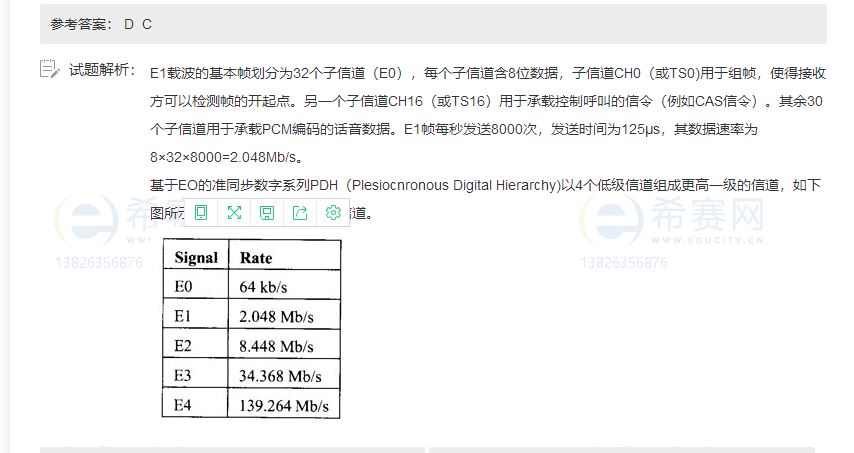 参考答案： D C
试题解析：
E1载波的基本帧划分为32个子信道（E0），每个子信道含8位数据，子信道CH0（或TS0)用于组帧，使得接收
方可以检测帧的开起点。另一个子信道CH16（或TS16）用于承载控制呼叫的信令（例如CAS信令）。其余30
个子信道用于承载PCM编码的话音数据。E1帧每秒发送8000次，发送时间为125μs，其数据速率为
8×32×8000=2.048Mb/s。
基于EO的准同步数字系列PDH（Plesiocnronous Digital Hierarchy)以4个低级信道组成更高一级的信道，如下
图所 道。
希赛 希赛网
WW WWW.EDUCITY.CN
13826356876 13826356876
Signal Rate
E0 64 kb/s
E1 2.048 Mb/s
E2 8.448 Mb/s
E3 34.368 Mb/s
E4 139.264 Mb/s